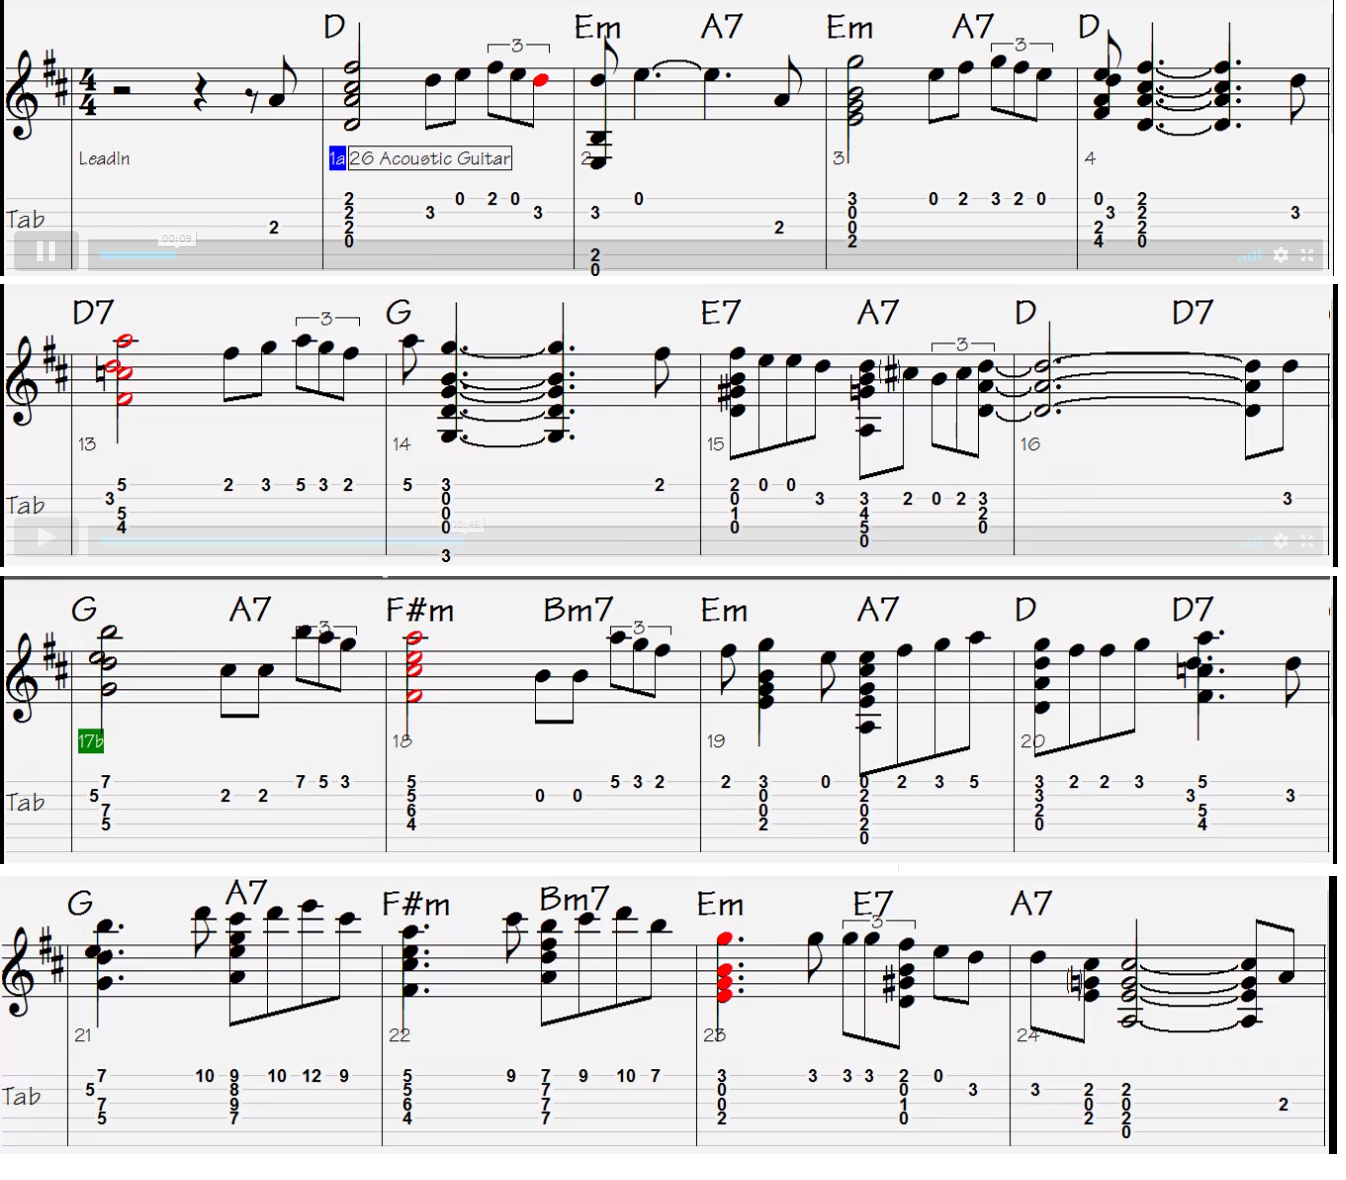 D Em A7 Em A7 D
3 3
4 4
LeadIn 1a 26 Acoustic Guitar 2 3 4
Tab
2 0 2 0 0 3 0 2 3 2 0 0 2
2 3 3 3 0 3 2 3
2 2 2 0 2 2
0 2 4 2
00:09
2
0 0
D7 G E7 A7 D D7
3 3
13 14 15 16
Tab
5 2 3 5 3 2 5 3 2 2 0 0
3 0 0 3 3 2 0 2 3 3
5 0 1 4 2
4 0 0 5 0
00:46
0
3
G A7 F#m Bm7 Em A7 D D7
3 3
17b 18 19 20
Tab
7 7 5 3 5 5 3 2 2 3 0 0 2 3 5 3 2 2 3 5
5 2 2 5 0 0 0 2 3 3 3
7 6 0 0 2 5
5 4 2 2 0 4
0
G A7 F#m Bm7 Em E7 A7
3
21 22 23 24
Tab
7 10 9 10 12 9 5 9 7 9 10 7 3 3 3 3 2 0
5 8 5 7 0 0 3 3 2 2
7 9 6 7 0 1 0 0 2
5 7 4 7 2 0 2 2
0